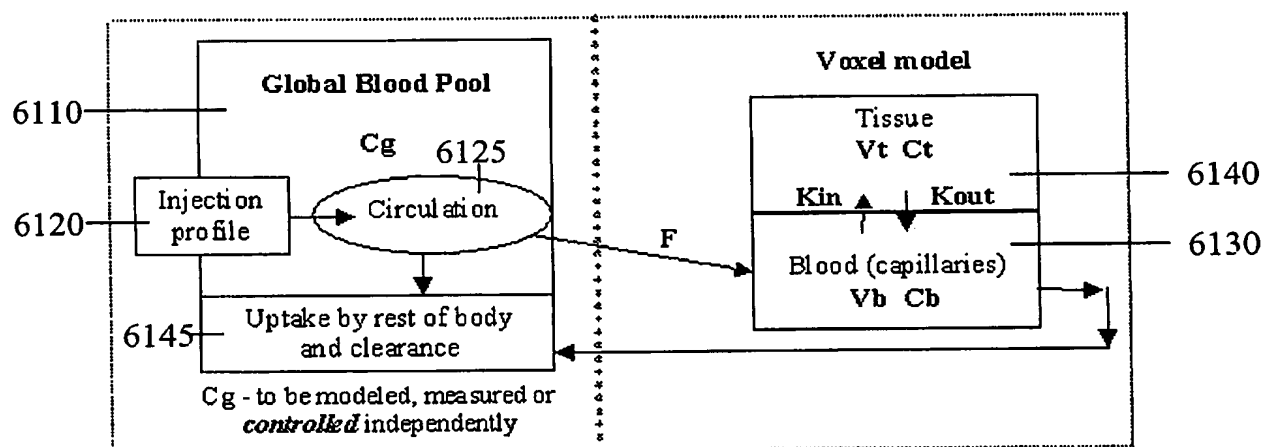 Global Blood Pool
Voxel model
6110
Cg
6125
Tissue
Vt Ct
6140
Injection
profile
Circulation
Kin
Kout
6120
F
6130
Blood (capillaries)
Vb Cb
6145
Uptake by rest of body
and clearance
Cg - to be modeled, measured or
controlled independently